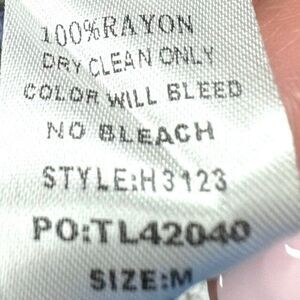 100%RAYON
DRY CLEAN ONLY
COLOR WILL BLEED
NO BLEACH
STYLE:H3123
PO:TL42040
SIZE:M